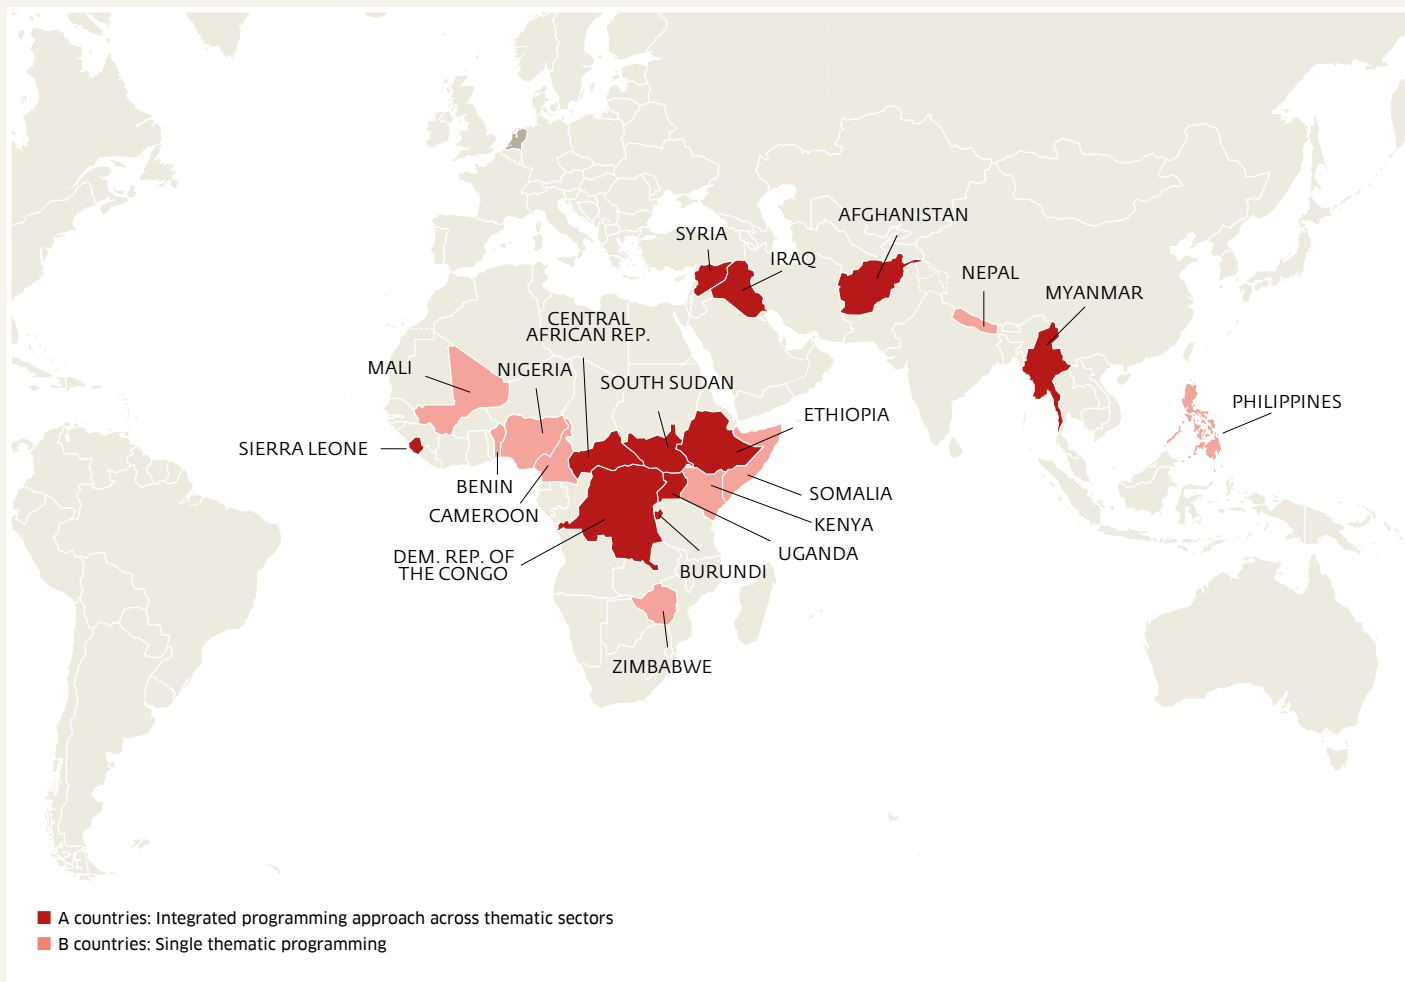 AFGHANISTAN
SYRIA
IRAQ
NEPAL
MYANMAR
CENTRAL
AFRICAN REP.
MALI
NIGERIA
SOUTH SUDAN
PHILIPPINES
ETHIOPIA
SIERRA LEONE
BENIN
SOMALIA
CAMEROON
KENYA
UGANDA
DEM. REP. OF
THE CONGO
BURUNDI
ZIMBABWE
A countries: Integrated programming approach across thematic sectors
B countries: Single thematic programming